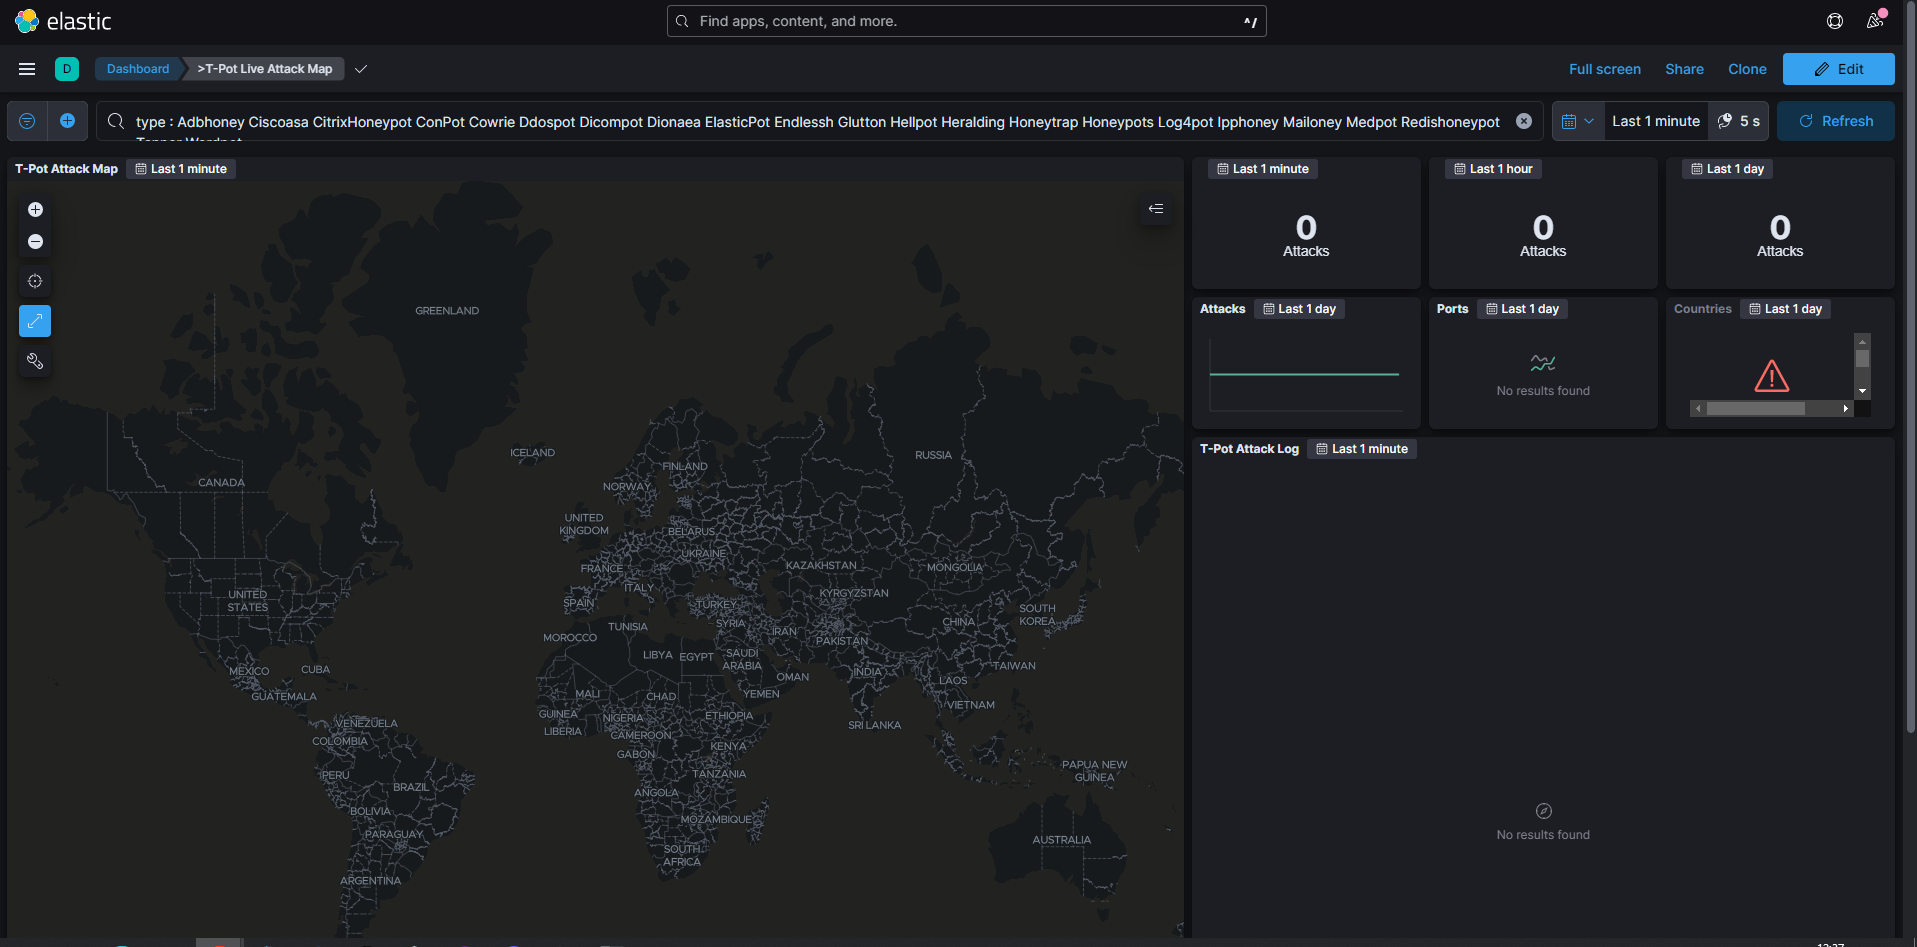 elastic
Find apps, content, and more.
^/
D
Dashboard
>T-Pot Live Attack Map
Full screen
Share
Clone
Edit
type : Adbhoney Ciscoasa CitrixHoneypot ConPot Cowrie Ddospot Dicompot Dionaea ElasticPot Endlessh Glutton Hellpot Heralding Honeytrap Honeypots Log4pot Ipphoney Mailoney Medpot Redishoneypot
Last 1 minute
5 s
Refresh
T-Pot Attack Map
Last 1 minute
Last 1 minute
0
Attacks
Last 1 hour
0
Attacks
Last 1 day
0
Attacks
Attacks
Last 1 day
Ports
Last 1 day
No results found
Countries
Last 1 day
T-Pot Attack Log
Last 1 minute
No results found
GREENLAND
ICELAND
RUSSIA
FINLAND
CANADA
NORWAY
UNITED
KINGDOM
BELARUS
UKRAINE
FRANCE
KAZAKHSTAN
MONGOLIA
ITALY
KYRGYZSTAN
UNITED
STATES
SPAIN
TURKEY
SOUTH
KOREA
SYRIA
CHINA
TUNISIA
IRAN
MOROCCO
PAKISTAN
LIBYA
EGYPT
SAUDI
ARABIA
TAIWAN
CUBA
MEXICO
INDIA
OMAN
LAOS
GUATEMALA
MALI
CHAD
YEMEN
VIETNAM
GUINEA
NIGERIA
ETHIOPIA
VENEZUELA
SRI LANKA
LIBERIA
CAMEROON
COLOMBIA
KENYA
GABON
PAPUA NEW
GUINEA
PERU
TANZANIA
BRAZIL
ANGOLA
BOLIVIA
MOZAMBIQUE
PARAGUAY
AUSTRALIA
SOUTH
AFRICA
ARGENTINA